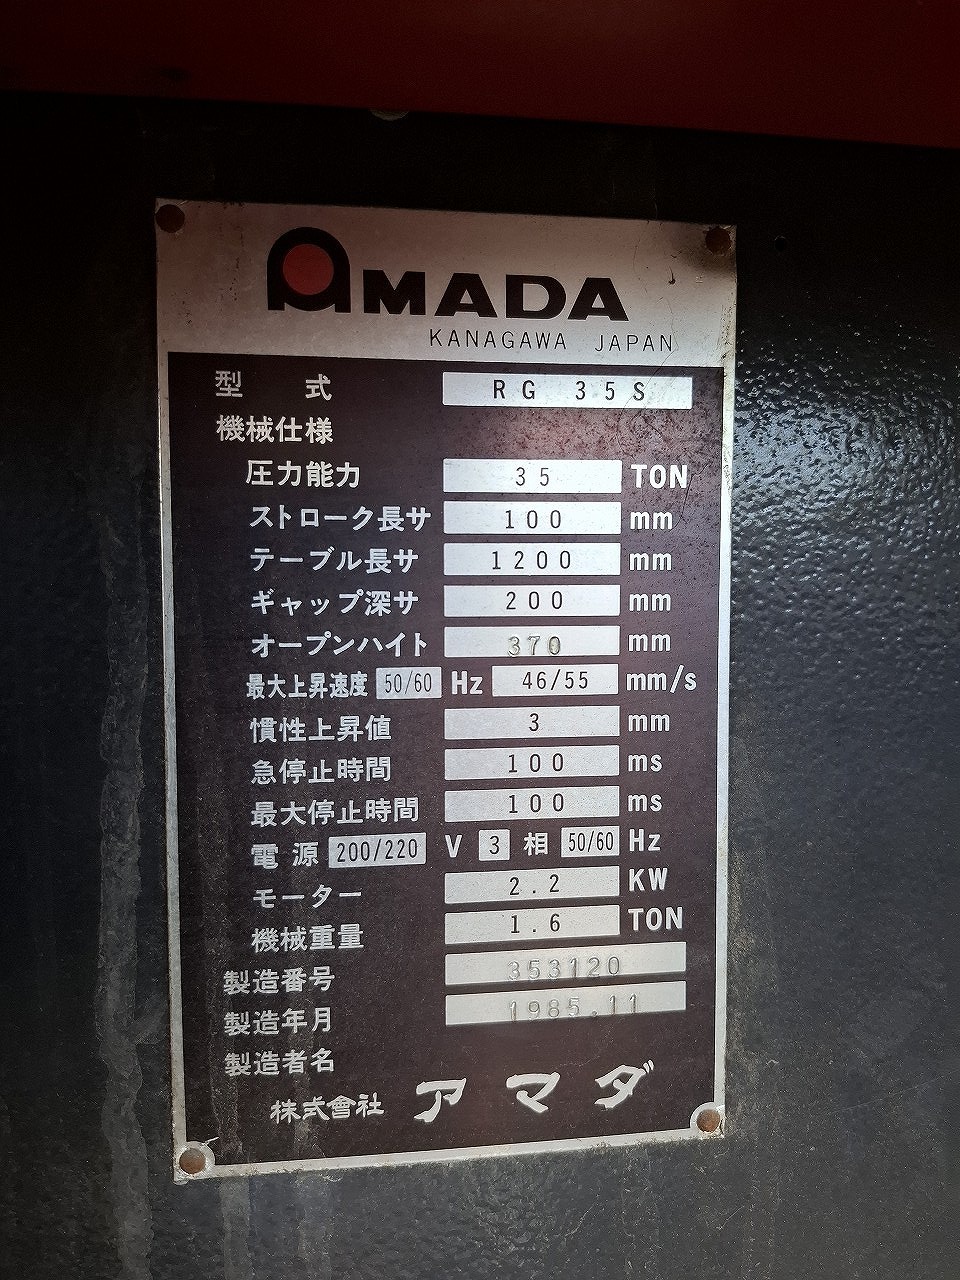 AMADA
KANAGAWA JAPAN
型 式 RG 35S
機械仕様
圧力能力 35 TON
ストローク長サ 100 mm
テーブル長サ 1200 mm
ギャップ深サ 200 mm
オープンハイト 370 mm
最大上昇速度 50/60 Hz 46/55 mm/s
慣性上昇値 3 mm
急停止時間 100 ms
最大停止時間 100 ms
電源 200/220 V 3 相 50/60 Hz
モーター 2.2 KW
機械重量 1.6 TON
製造番号 353120
製造年月 1985.11
製造者名
株式會社 アマダ